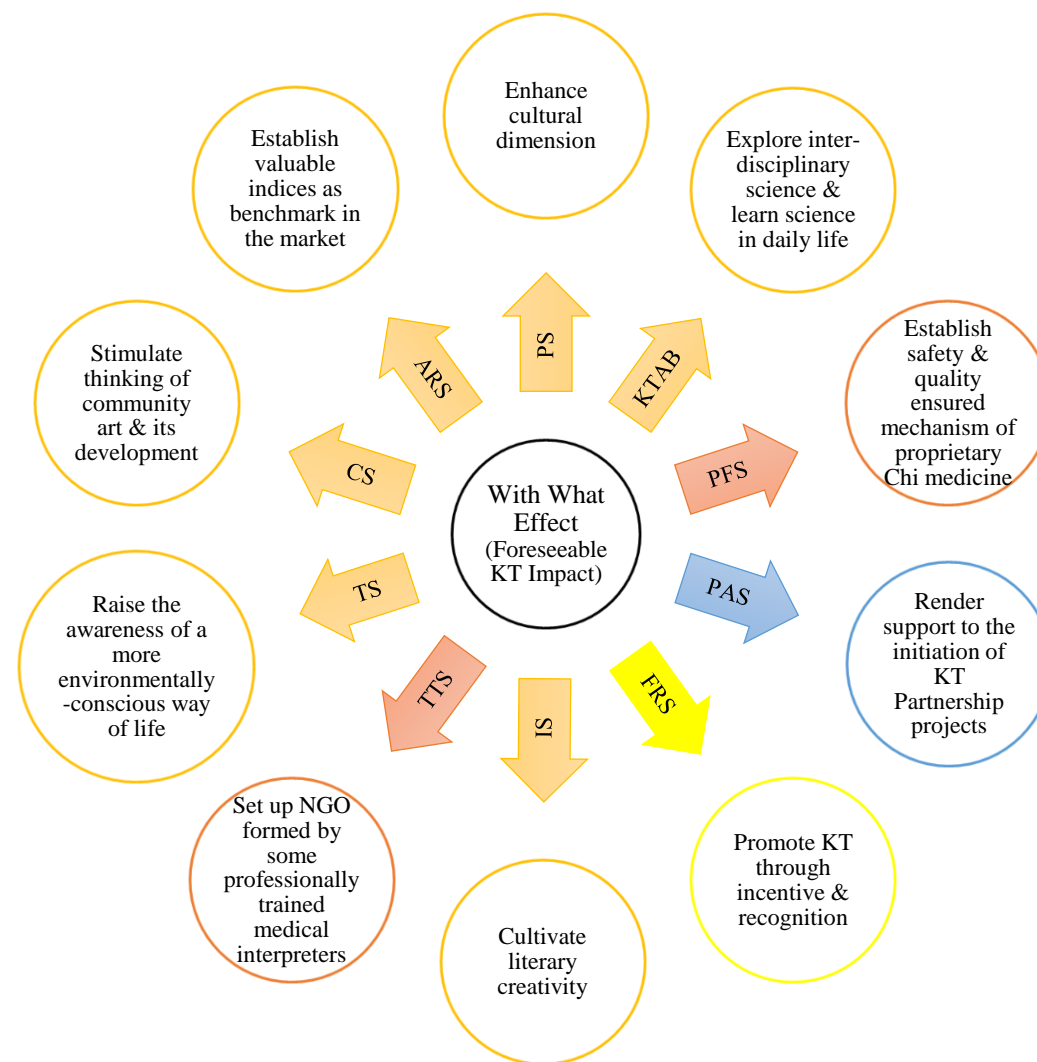 Enhance
cultural
dimension
Explore inter-
disciplinary
science &
learn science
in daily life
Establish
safety &
quality
ensured
mechanism of
proprietary
Chi medicine
Render
support to the
initiation of
KT
Partnership
projects
Promote KT
through
incentive &
recognition
Cultivate
literary
creativity
Set up NGO
formed by
some
professionally
trained
medical
interpreters
Raise the
awareness of a
more
environmentally
-conscious way
of life
Stimulate
thinking of
community
art & its
development
Establish
valuable
indices as
benchmark in
the market
PS
KTAB
PFS
PAS
FRS
IS
TTS
TS
CS
ARS
With What
Effect
(Foreseeable
KT Impact)